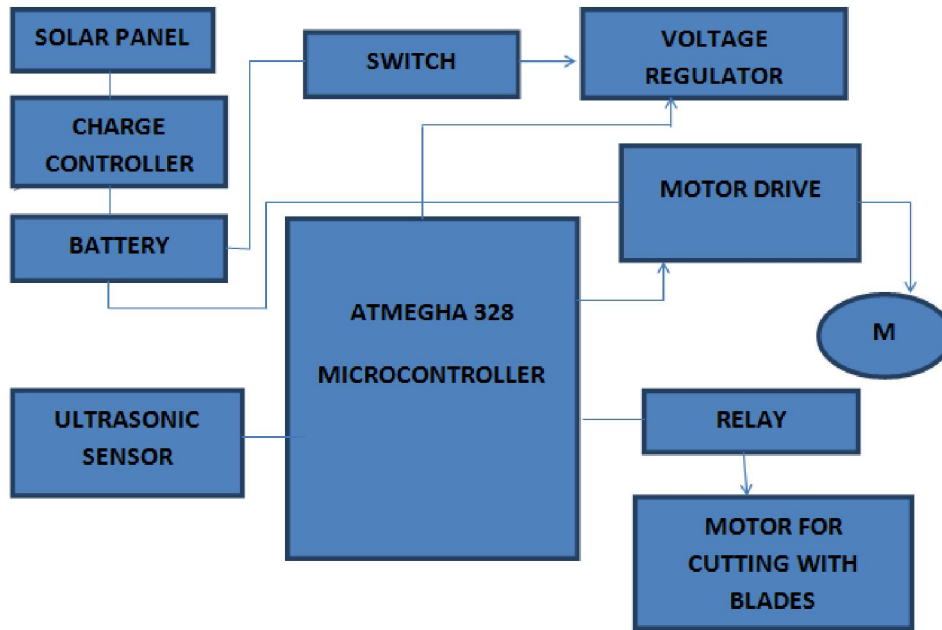 SOLAR PANEL
SWITCH
VOLTAGE
REGULATOR
CHARGE
CONTROLLER
MOTOR DRIVE
BATTERY
ATMEGHA 328
MICROCONTROLLER
M
ULTRASONIC
SENSOR
RELAY
MOTOR FOR
CUTTING WITH
BLADES